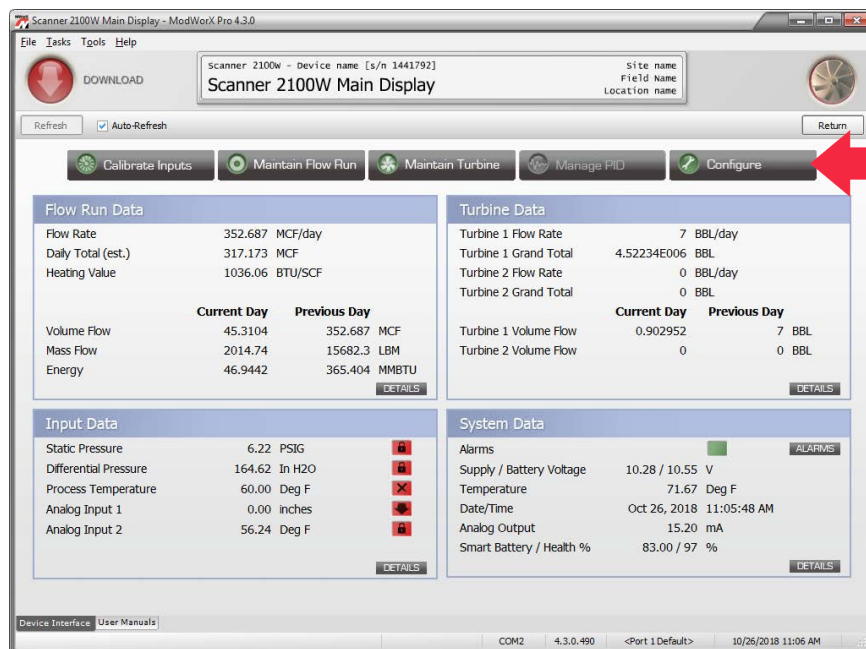 Scanner 2100W Main Display - ModWorX Pro 4.3.0
File Tasks Tools Help
DOWNLOAD
Scanner 2100W - Device name [s/n 1441792] Site name
Scanner 2100W Main Display Field Name
Location name
Refresh Auto-Refresh Return
Calibrate Inputs Maintain Flow Run Maintain Turbine Manage PID Configure
Flow Run Data
Flow Rate 352.687 MCF/day
Daily Total (est.) 317.173 MCF
Heating Value 1036.06 BTU/SCF
Current Day Previous Day
Volume Flow 45.3104 352.687 MCF
Mass Flow 2014.74 15682.3 LBM
Energy 46.9442 365.404 MMBTU
DETAILS
Turbine Data
Turbine 1 Flow Rate 7 BBL/day
Turbine 1 Grand Total 4.52234E006 BBL
Turbine 2 Flow Rate 0 BBL/day
Turbine 2 Grand Total 0 BBL
Current Day Previous Day
Turbine 1 Volume Flow 0.902952 7 BBL
Turbine 2 Volume Flow 0 0 BBL
DETAILS
Input Data
Static Pressure 6.22 PSIG
Differential Pressure 164.62 In H2O
Process Temperature 60.00 Deg F
Analog Input 1 0.00 inches
Analog Input 2 56.24 Deg F
DETAILS
System Data
Alarms ALARMS
Supply / Battery Voltage 10.28 / 10.55 V
Temperature 71.67 Deg F
Date/Time Oct 26, 2018 11:05:48 AM
Analog Output 15.20 mA
Smart Battery / Health % 83.00 / 97 %
DETAILS
Device Interface User Manuals
COM2 4.3.0.490 <Port 1 Default> 10/26/2018 11:06 AM